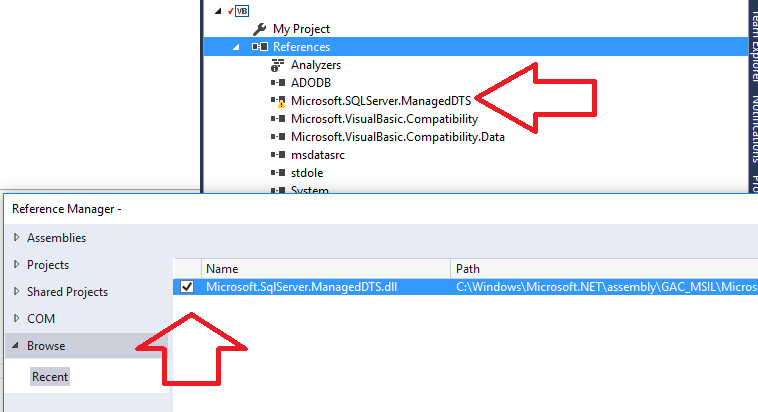 VB
My Project
References
Analyzers
ADODB
Microsoft.SQLServer.ManagedDTS
Microsoft.VisualBasic.Compatibility
Microsoft.VisualBasic.Compatibility.Data
msdatasrc
stdole
System
Team Explorer
Notifications
Reference Manager -
Assemblies
Projects
Shared Projects
COM
Browse
Recent
Name Path
Microsoft.SqlServer.ManagedDTS.dll C:\Windows\Microsoft.NET\assembly\GAC_MSIL\Micros